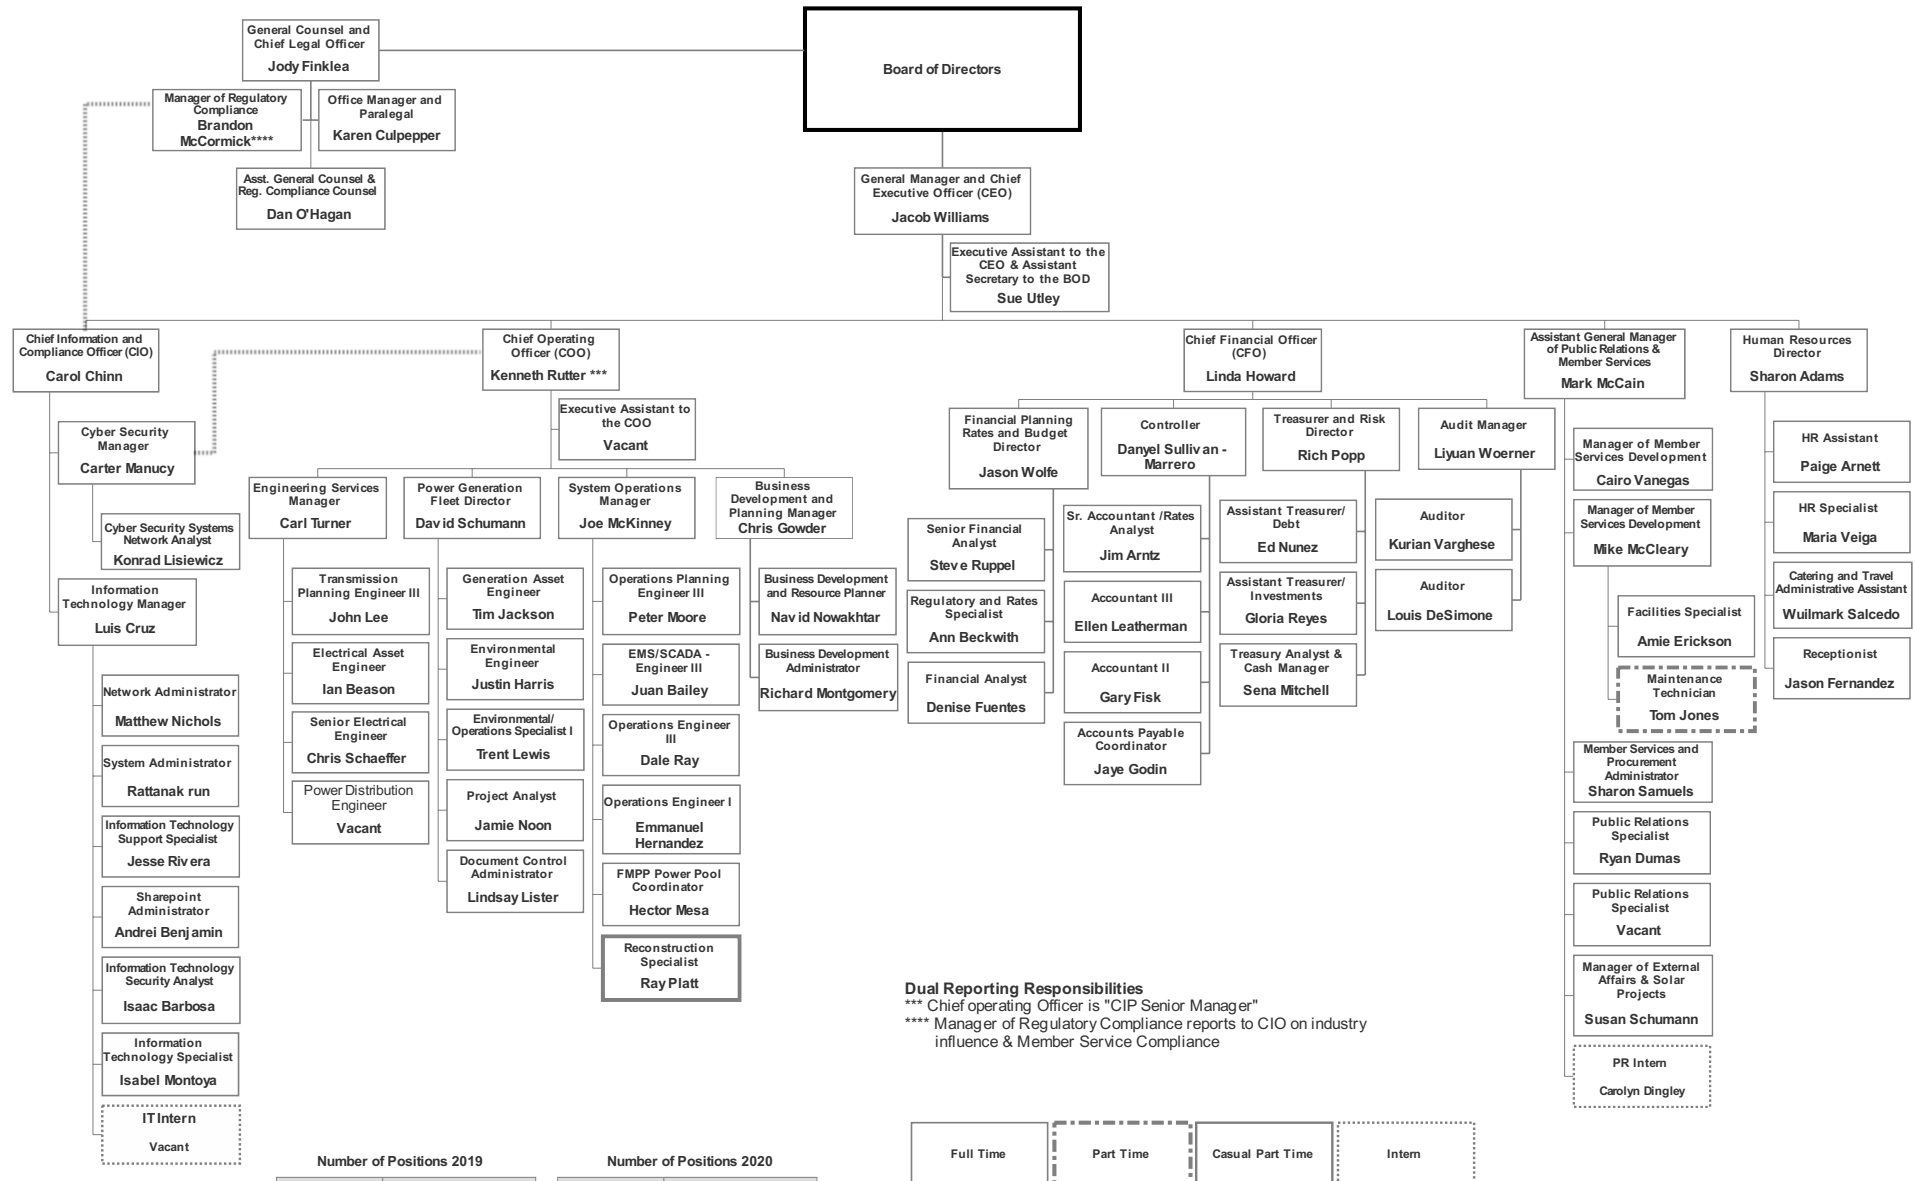 General Counsel and
Chief Legal Officer
Jody Finklea
Board of Directors
Manager of Regulatory
Compliance
Brandon
McCormick****
Office Manager and
Paralegal
Karen Culpepper
Asst. General Counsel &
Reg. Compliance Counsel
Dan O'Hagan
General Manager and Chief
Executive Officer (CEO)
Jacob Williams
Executive Assistant to the
CEO & Assistant
Secretary to the BOD
Sue Utley
Chief Information and
Compliance Officer (CIO)
Carol Chinn
Chief Operating
Officer (COO)
Kenneth Rutter ***
Chief Financial Officer
(CFO)
Linda Howard
Assistant General Manager
of Public Relations &
Member Services
Mark McCain
Human Resources
Director
Sharon Adams
Executive Assistant to
the COO
Vacant
Cyber Security
Manager
Carter Manucy
Cyber Security Systems
Network Analyst
Konrad Lisiewicz
Information
Technology Manager
Luis Cruz
Network Administrator
Matthew Nichols
System Administrator
Rattanak run
Information Technology
Support Specialist
Jesse Rivera
Sharepoint
Administrator
Andrei Benjamin
Information Technology
Security Analyst
Isaac Barbosa
Information
Technology Specialist
Isabel Montoya
IT Intern
Vacant
Engineering Services
Manager
Carl Turner
Transmission
Planning Engineer III
John Lee
Electrical Asset
Engineer
Ian Beason
Senior Electrical
Engineer
Chris Schaeffer
Power Distribution
Engineer
Vacant
Power Generation
Fleet Director
David Schumann
Generation Asset
Engineer
Tim Jackson
Environmental
Engineer
Justin Harris
Environmental/
Operations Specialist I
Trent Lewis
Project Analyst
Jamie Noon
Document Control
Administrator
Lindsay Lister
System Operations
Manager
Joe McKinney
Operations Planning
Engineer III
Peter Moore
EMS/SCADA -
Engineer III
Juan Bailey
Operations Engineer
III
Dale Ray
Operations Engineer I
Emmanuel
Hernandez
FMPP Power Pool
Coordinator
Hector Mesa
Reconstruction
Specialist
Ray Platt
Business
Development and
Planning Manager
Chris Gowder
Business Development
and Resource Planner
Navid Nowakhtar
Business Development
Administrator
Richard Montgomery
Financial Planning
Rates and Budget
Director
Jason Wolfe
Senior Financial
Analyst
Steve Ruppel
Regulatory and Rates
Specialist
Ann Beckwith
Financial Analyst
Denise Fuentes
Controller
Danyel Sullivan -
Marrero
Sr. Accountant /Rates
Analyst
Jim Arntz
Accountant III
Ellen Leatherman
Accountant II
Gary Fisk
Accounts Payable
Coordinator
Jaye Godin
Treasurer and Risk
Director
Rich Popp
Assistant Treasurer/
Debt
Ed Nunez
Assistant Treasurer/
Investments
Gloria Reyes
Treasury Analyst &
Cash Manager
Sena Mitchell
Audit Manager
Liyuan Woerner
Auditor
Kurian Varghese
Auditor
Louis DeSimone
Manager of Member
Services Development
Cairo Vanegas
Manager of Member
Services Development
Mike McCleary
Facilities Specialist
Amie Erickson
Maintenance
Technician
Tom Jones
Member Services and
Procurement
Administrator
Sharon Samuels
Public Relations
Specialist
Ryan Dumas
Public Relations
Specialist
Vacant
Manager of External
Affairs & Solar
Projects
Susan Schumann
PR Intern
Carolyn Dingley
HR Assistant
Paige Arnett
HR Specialist
Maria Veiga
Catering and Travel
Administrative Assistant
Wuilmark Salcedo
Receptionist
Jason Fernandez
Dual Reporting Responsibilities
*** Chief operating Officer is "CIP Senior Manager"
**** Manager of Regulatory Compliance reports to CIO on industry
influence & Member Service Compliance
Number of Positions 2019
Number of Positions 2020
Full Time
Part Time
Casual Part Time
Intern